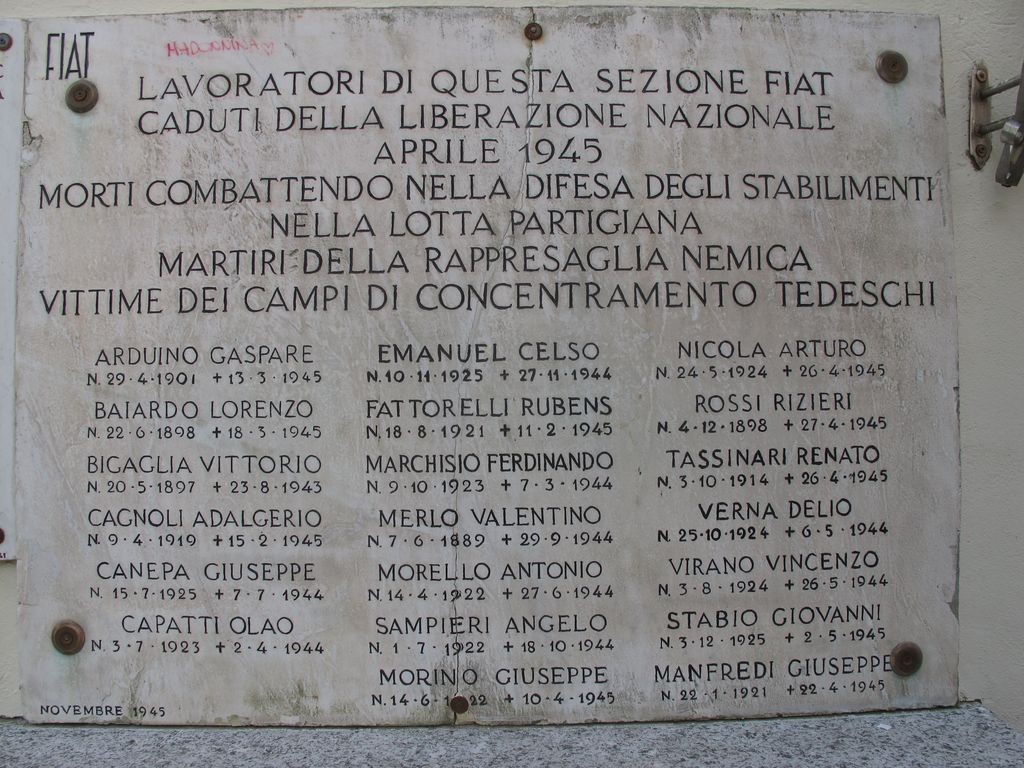 FIAT
MADONNINA
LAVORATORI DI QUESTA SEZIONE FIAT
CADUTI DELLA LIBERAZIONE NAZIONALE
APRILE 1945
MORTI COMBATTENDO NELLA DIFESA DEGLI STABILIMENTI
NELLA LOTTA PARTIGIANA
MARTIRI DELLA RAPPRESAGLIA NEMICA
VITTIME DEI CAMPI DI CONCENTRAMENTO TEDESCHI
ARDUINO GASPARE
N. 29·4·1901 + 13·3·1945
BAIARDO LORENZO
N. 22·6·1898 + 18·3·1945
BIGAGLIA VITTORIO
N. 20·5·1897 + 23·8·1943
CAGNOLI ADALGERIO
N. 9·4·1919 + 15·2·1945
CANEPA GIUSEPPE
N. 15·7·1925 + 7·7·1944
CAPATTI OLAO
N. 3·7·1923 + 2·4·1944
EMANUEL CELSO
N. 10·11·1925 + 27·11·1944
FATTORELLI RUBENS
N. 18·8·1921 + 11·2·1945
MARCHISIO FERDINANDO
N. 9·10·1923 + 7·3·1944
MERLO VALENTINO
N. 7·6·1889 + 29·9·1944
MORELLO ANTONIO
N. 14·4·1922 + 27·6·1944
SAMPIERI ANGELO
N. 1·7·1922 + 18·10·1944
MORINO GIUSEPPE
N. 14·6·1922 + 10·4·1945
NICOLA ARTURO
N. 24·5·1924 + 26·4·1945
ROSSI RIZIERI
N. 4·12·1898 + 27·4·1945
TASSINARI RENATO
N. 3·10·1914 + 26·4·1945
VERNA DELIO
N. 25·10·1924 + 6·5·1944
VIRANO VINCENZO
N. 3·8·1924 + 26·5·1944
STABIO GIOVANNI
N. 3·12·1925 + 2·5·1945
MANFREDI GIUSEPPE
N. 22·1·1921 + 22·4·1945
NOVEMBRE 1945